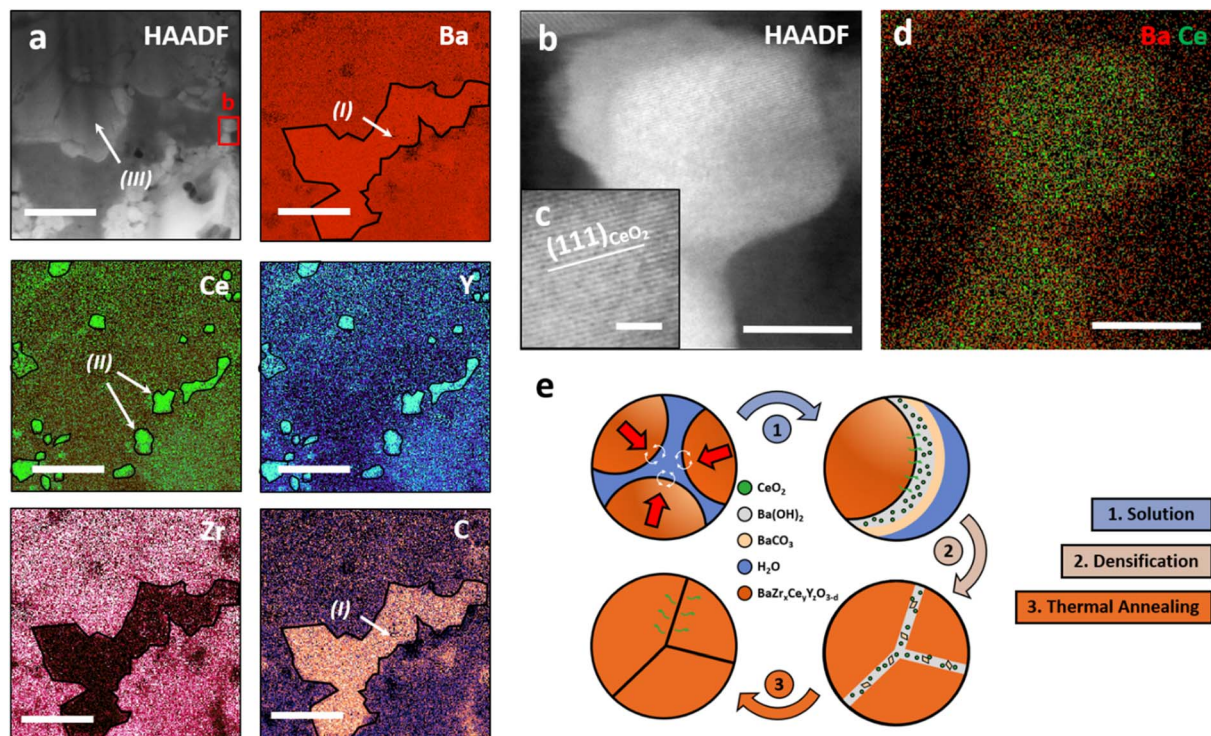 a
HAADF
b
(III)
Ba
(I)
Ce
(II)
Y
Zr
C
(I)
b
HAADF
c
(111)CeO₂
d
Ba Ce
e
1
2
3
CeO₂
Ba(OH)₂
BaCO₃
H₂O
BaZrₓCeᵧY_zO₃₋d
1. Solution
2. Densification
3. Thermal Annealing